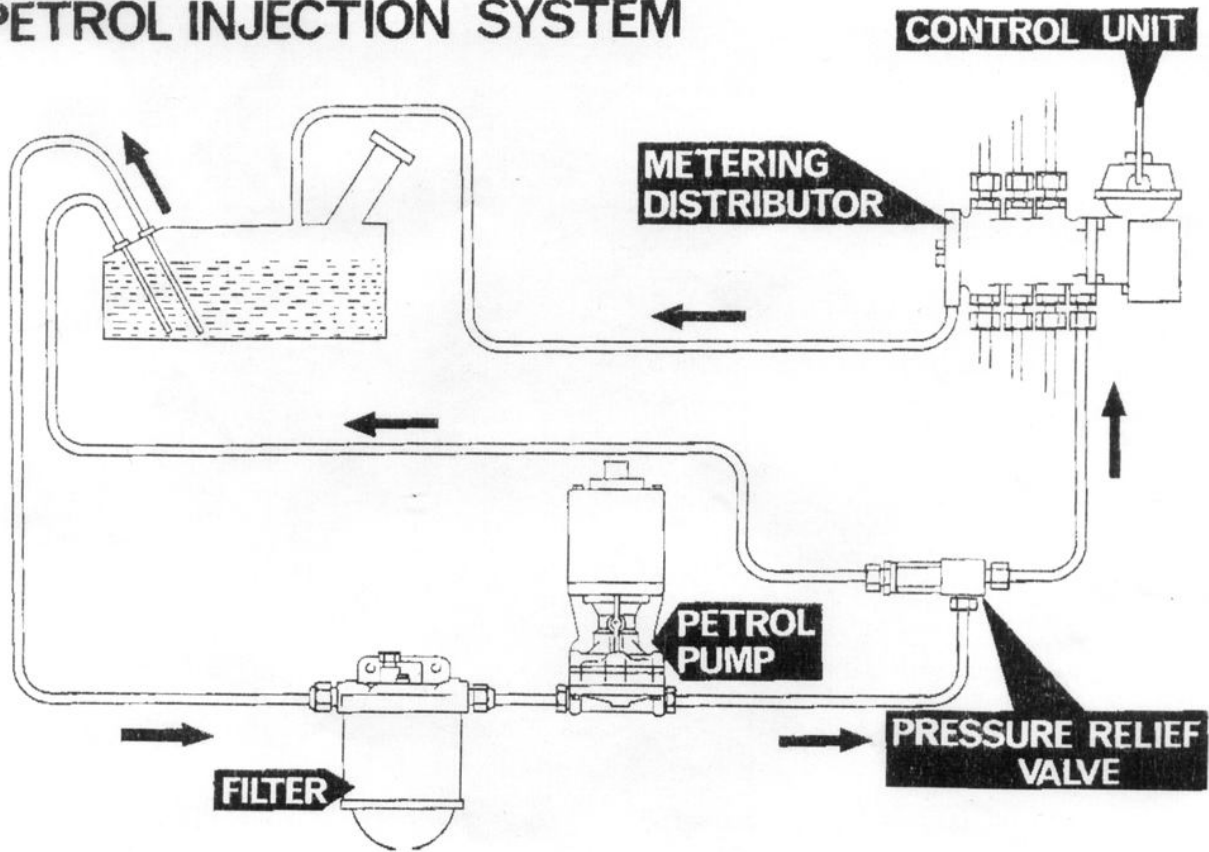 PETROL INJECTION SYSTEM
CONTROL UNIT
METERING
DISTRIBUTOR
PETROL
PUMP
PRESSURE RELIEF
VALVE
FILTER